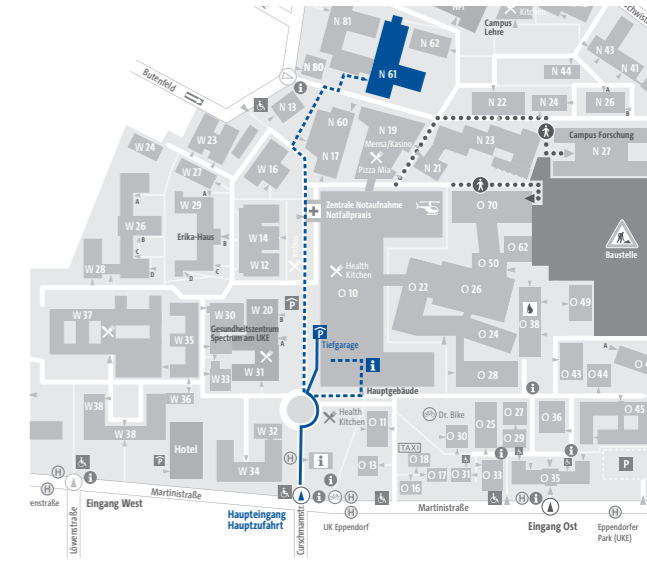 N 81
N 62
Campus
Lehre
Kitchen
N 43
N 41
N 80
N 61
N 44
Butenfeld
N 13
N 60
N 19
N 22
N 24
N 26
A
B
W 24
W 23
Mensa/Kasino
N 23
Campus Forschung
N 27
W 27
W 16
N 17
Pizza Mia
N 21
A
W 29
Zentrale Notaufnahme
Notfallpraxis
O 70
W 26
B
Erika-Haus
B
W 14
O 62
Baustelle
C
C
W 28
D
D
W 12
Health
Kitchen
O 50
O 10
O 22
O 26
O 49
W 37
W 30
W 20
B
P
O 38
Gesundheitszentrum
Spectrum am UKE
A
Tiefgarage
O 24
W 35
A
W 33
W 31
O 28
O 43
O 44
Hauptgebäude
W 36
W 38
Health
Kitchen
O 11
Dr. Bike
O 27
O 36
O 45
W 38
W 32
O 25
O 30
O 29
Hotel
TAXI
O 18
P
W 34
O 13
O 17
O 31
O 33
O 35
O 16
H
H
H
H
H
Martinistraße
Martinistraße
Löwenstraße
Eingang West
Haupteingang
Hauptzufahrt
Curschmannstr.
UK Eppendorf
Eingang Ost
Eppendorfer
Park (UKE)